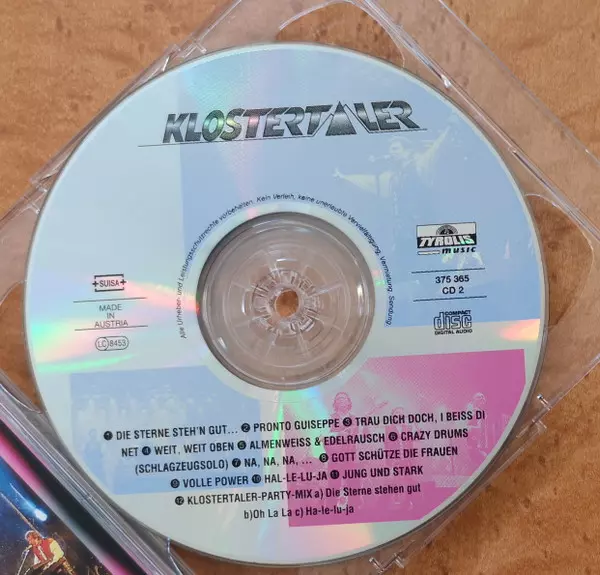 KLOSTERTALER
Alle Urheber- und Leistungsschutzrechte vorbehalten. Kein Verleih, keine unerlaubte Vervielfältigung, Vermietung, Sendung.
TYROLIS
music
375 365
CD 2
COMPACT
disc
DIGITAL AUDIO
SUISA
MADE
IN
AUSTRIA
LC 8453
1 DIE STERNE STEH'N GUT... 2 PRONTO GUISEPPE 3 TRAU DICH DOCH, I BEISS DI
NET 4 WEIT, WEIT OBEN 5 ALMENWEISS & EDELRAUSCH 6 CRAZY DRUMS
(SCHLAGZEUGSOLO) 7 NA, NA, NA, ... 8 GOTT SCHÜTZE DIE FRAUEN
9 VOLLE POWER 10 HAL-LE-LU-JA 11 JUNG UND STARK
12 KLOSTERTALER-PARTY-MIX a) Die Sterne stehen gut
b)Oh La La c) Ha-le-lu-ja